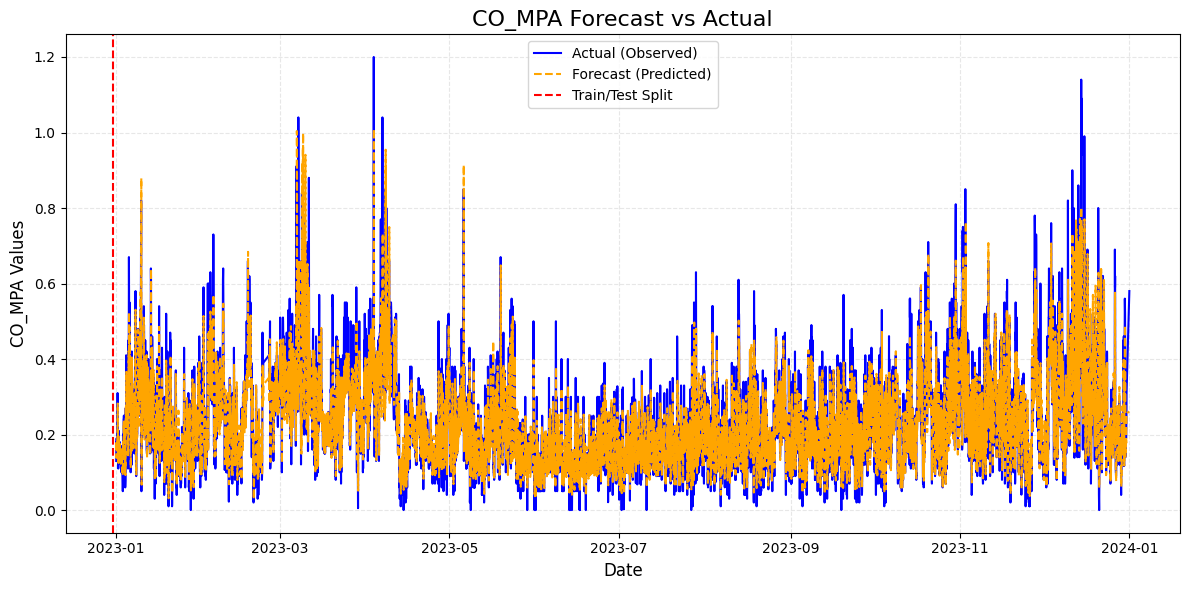 CO_MPA Forecast vs Actual
Actual (Observed)
Forecast (Predicted)
Train/Test Split
CO_MPA Values
1.2
1.0
0.8
0.6
0.4
0.2
0.0
2023-01
2023-03
2023-05
2023-07
2023-09
2023-11
2024-01
Date